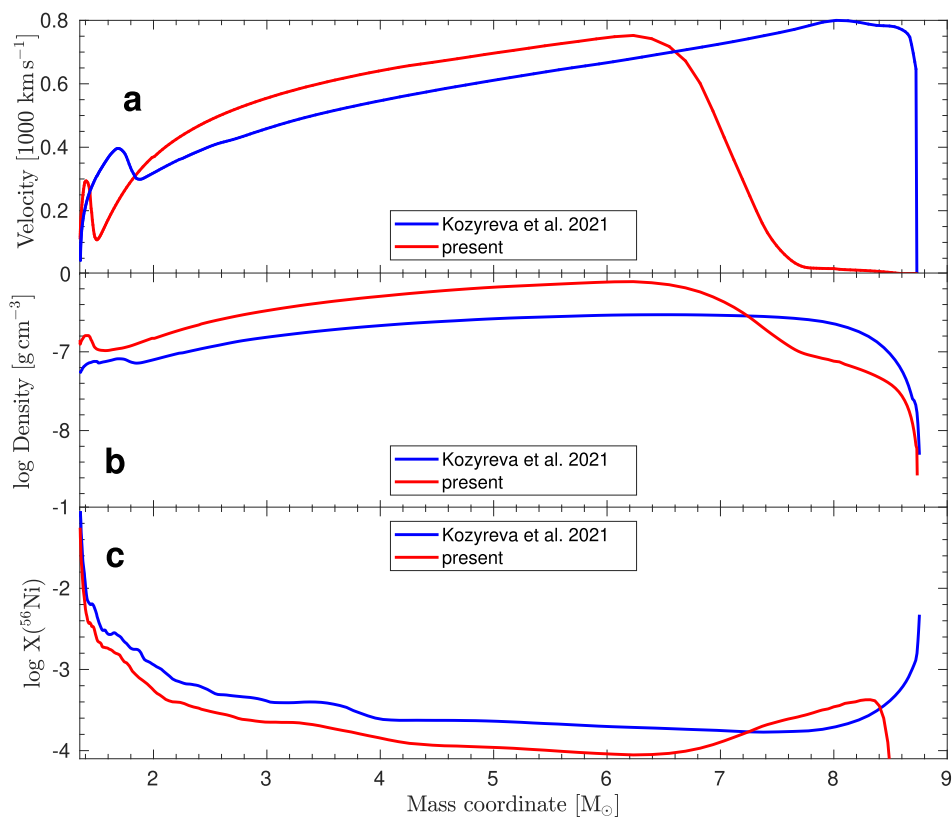 0.8
0.6
0.4
0.2
0
Velocity [1000 km s⁻¹]
a
Kozyreva et al. 2021
present
-7
-8
-1
log Density [g cm⁻³]
b
Kozyreva et al. 2021
present
-2
-3
-4
log X(⁵⁶Ni)
c
Kozyreva et al. 2021
present
2 3 4 5 6 7 8 9
Mass coordinate [M☉]